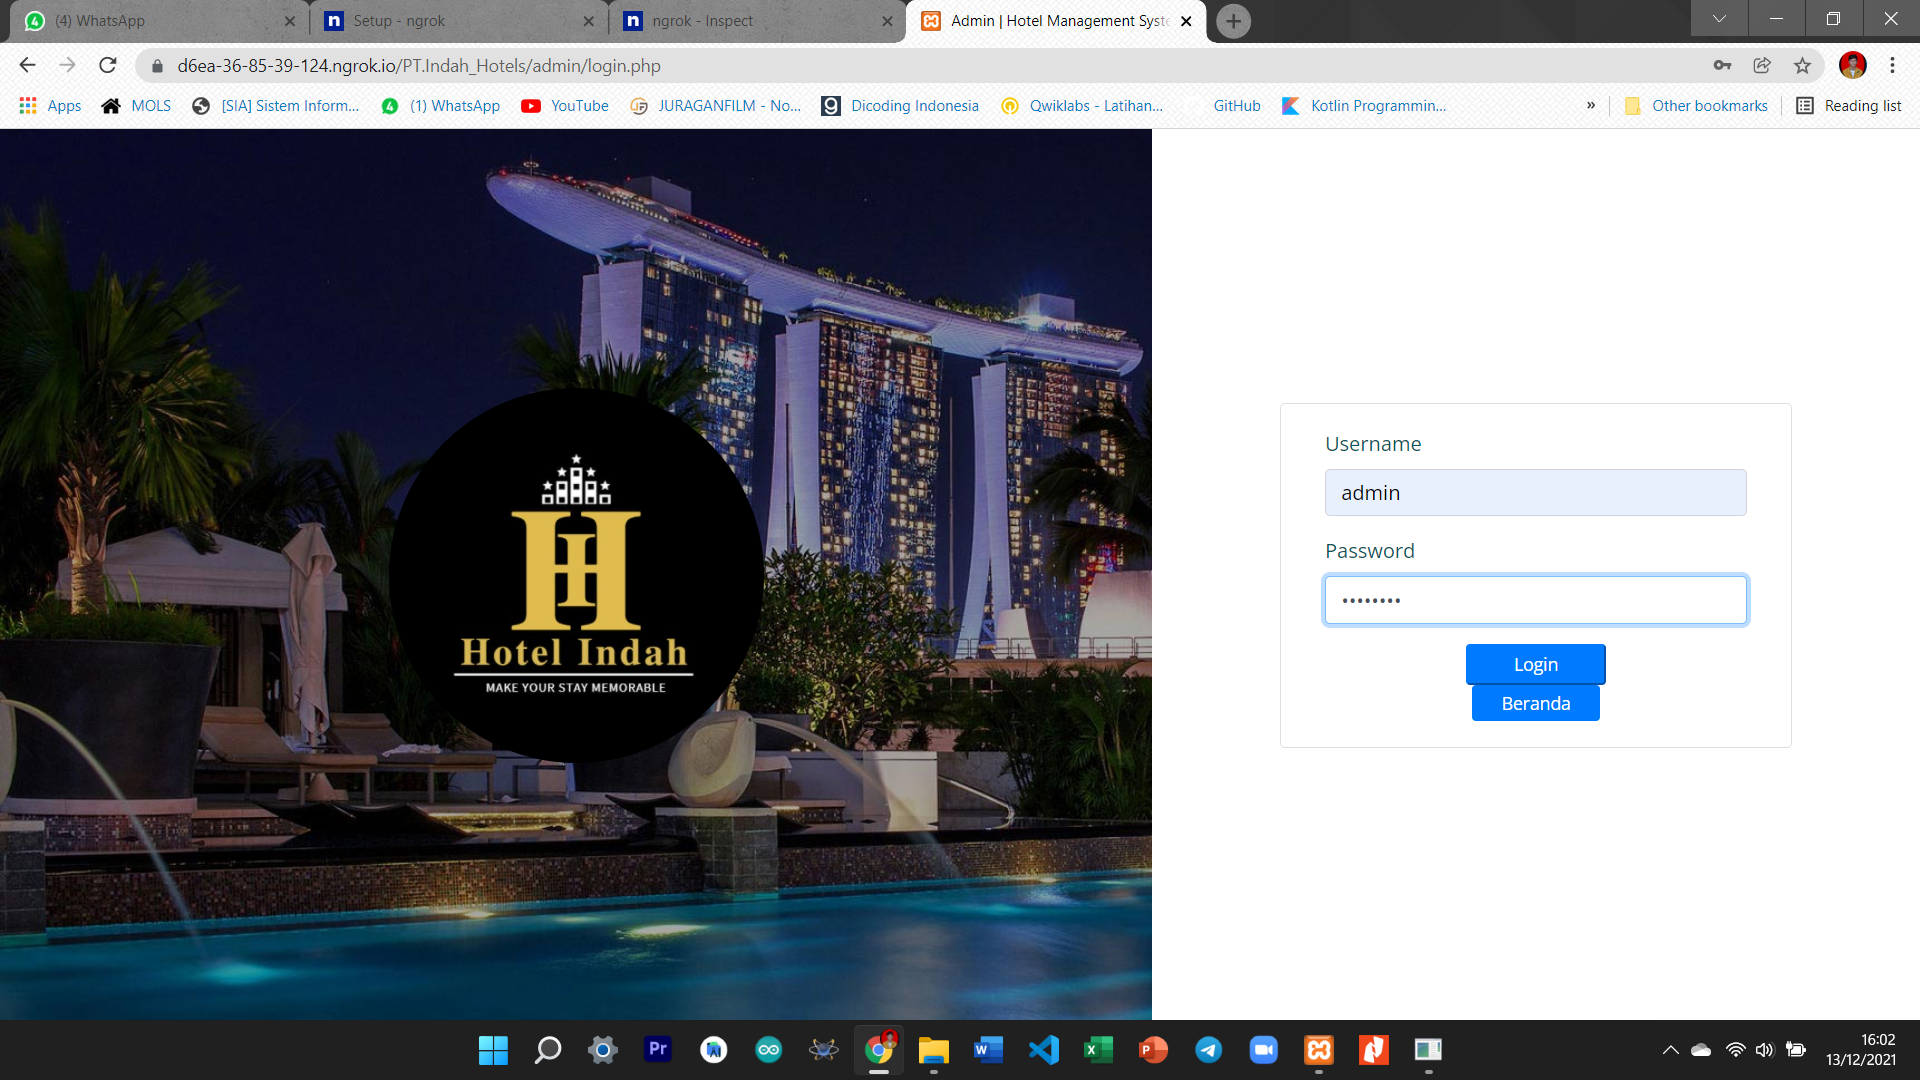 (4) WhatsApp
Setup - ngrok
ngrok - Inspect
Admin | Hotel Management Syste
d6ea-36-85-39-124.ngrok.io/PT.Indah_Hotels/admin/login.php
Apps
MOLS
[SIA] Sistem Inform...
(1) WhatsApp
YouTube
JURAGANFILM - No...
Dicoding Indonesia
Qwiklabs - Latihan...
GitHub
Kotlin Programmin...
»
Other bookmarks
Reading list
H
Hotel Indah
MAKE YOUR STAY MEMORABLE
Username
admin
Password
••••••••
Login
Beranda
Pr
16:02
13/12/2021